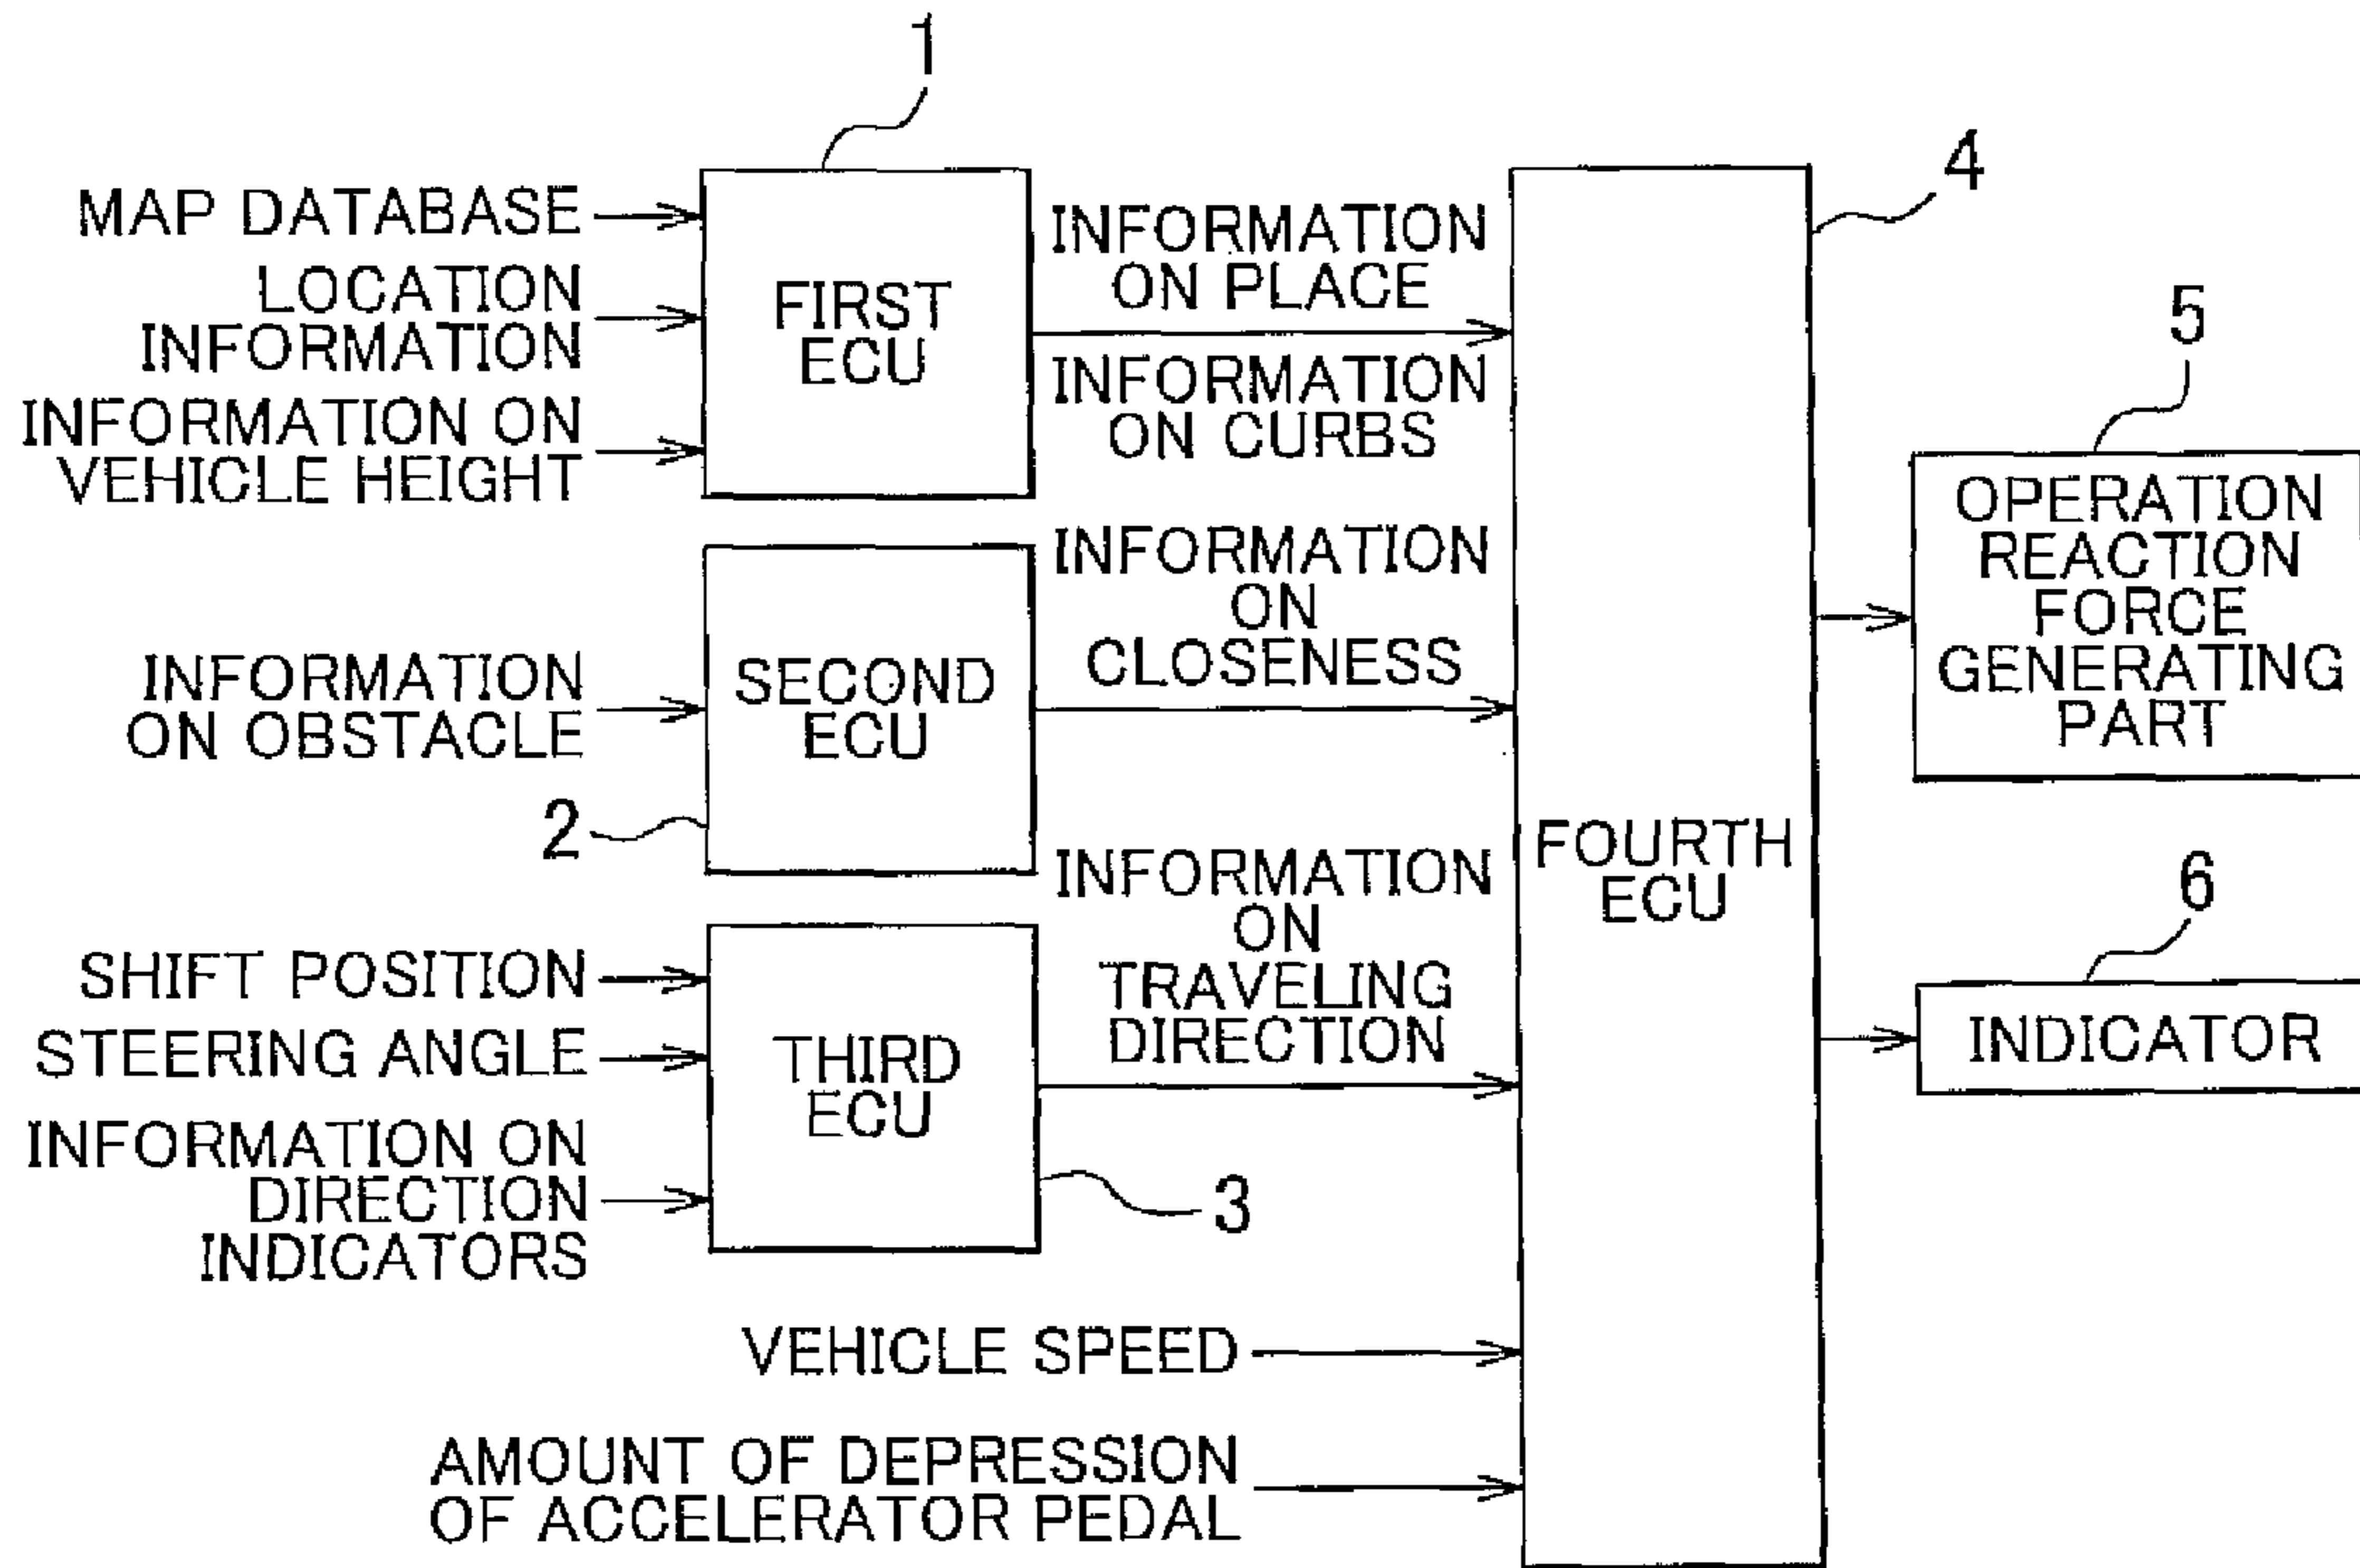 1
MAP DATABASE
LOCATION
INFORMATION
INFORMATION ON
VEHICLE HEIGHT
FIRST
ECU
INFORMATION
ON PLACE
INFORMATION
ON CURBS
4
5
OPERATION
REACTION
FORCE
GENERATING
PART
INFORMATION
ON OBSTACLE
2
SECOND
ECU
INFORMATION
ON
CLOSENESS
FOURTH
ECU
6
INDICATOR
SHIFT POSITION
STEERING ANGLE
INFORMATION ON
DIRECTION
INDICATORS
THIRD
ECU
3
INFORMATION
ON
TRAVELING
DIRECTION
VEHICLE SPEED
AMOUNT OF DEPRESSION
OF ACCELERATOR PEDAL